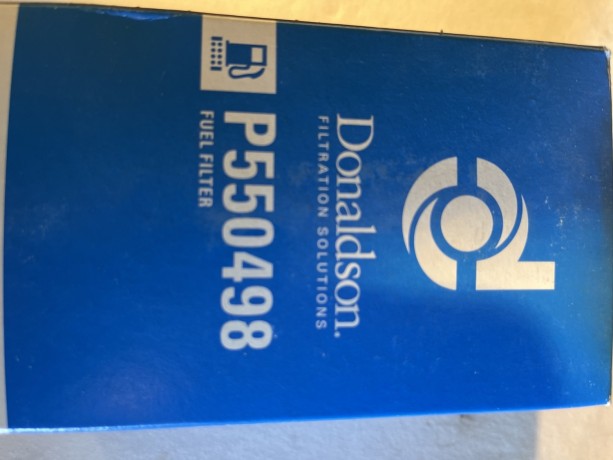 Donaldson.
FILTRATION SOLUTIONS
P550498
FUEL FILTER